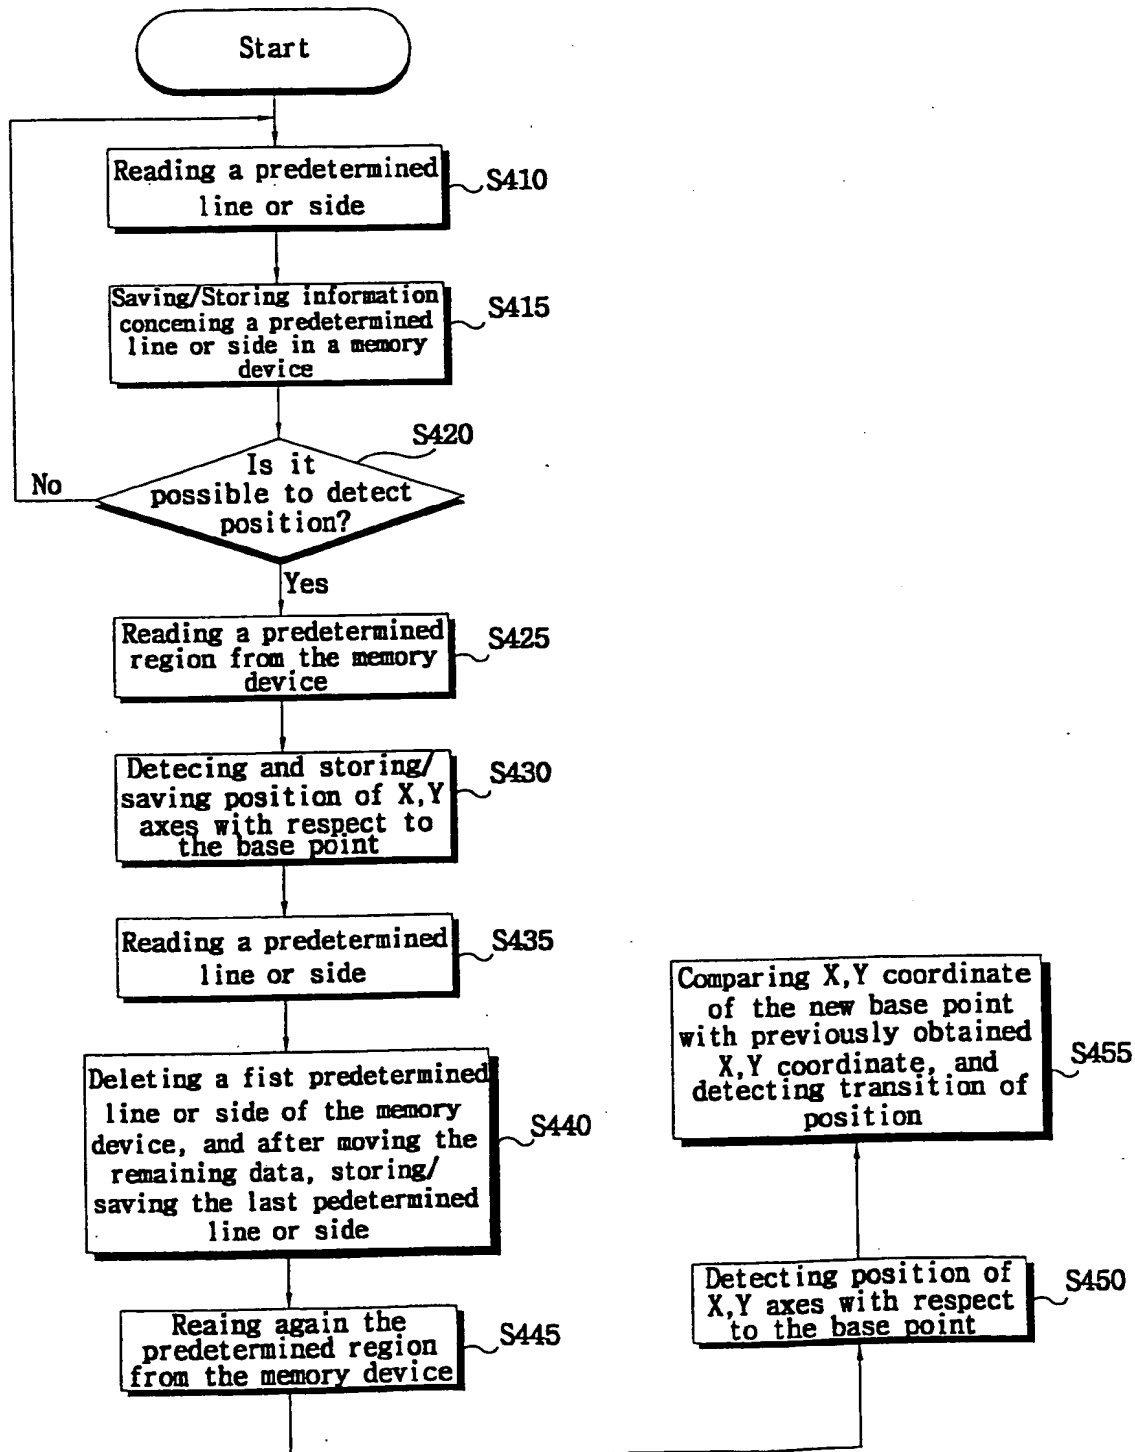 Start
Reading a predetermined
line or side
S410
Saving/Storing information
concening a predetermined
line or side in a memory
device
S415
S420
Is it
possible to detect
position?
No
Yes
Reading a predetermined
region from the memory
device
S425
Detecing and storing/
saving position of X,Y
axes with respect to
the base point
S430
Reading a predetermined
line or side
S435
Deleting a fist predetermined
line or side of the memory
device, and after moving the
remaining data, storing/
saving the last pedetermined
line or side
S440
Reaing again the
predetermined region
from the memory device
S445
Detecting position of
X,Y axes with respect
to the base point
S450
Comparing X,Y coordinate
of the new base point
with previously obtained
X,Y coordinate, and
detecting transition of
position
S455